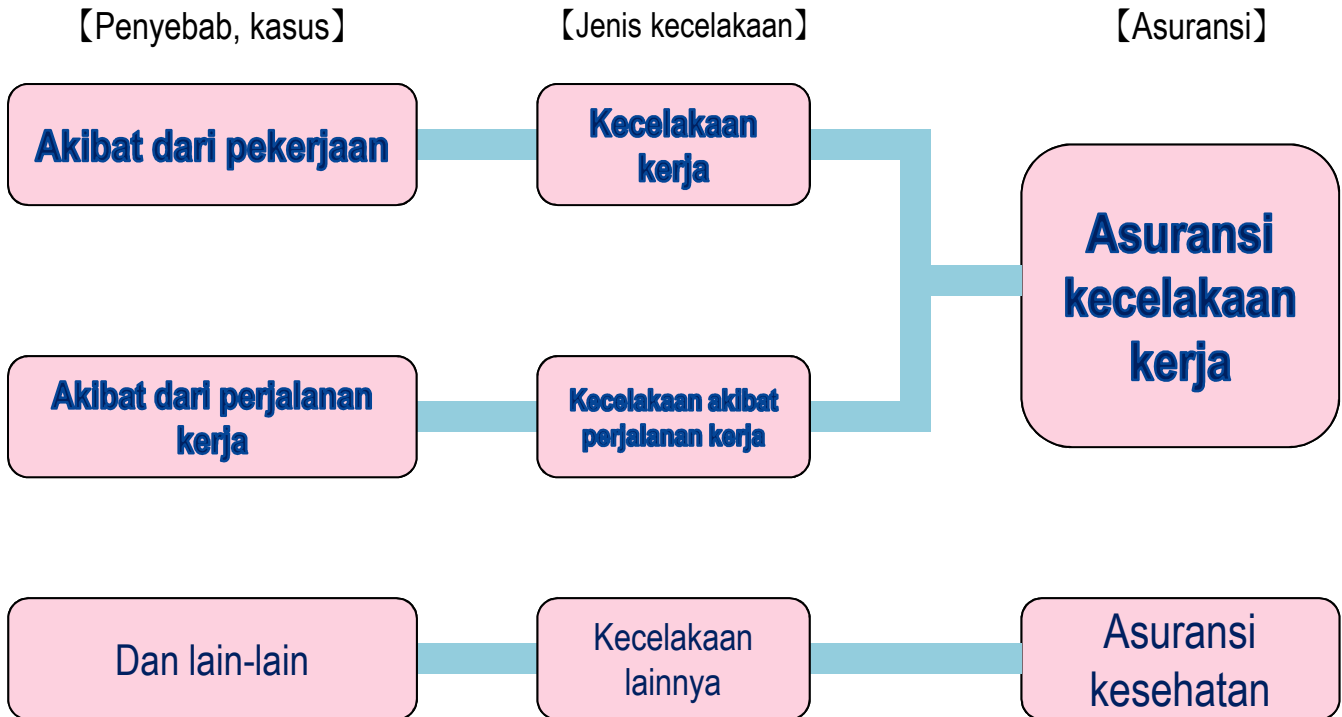 【Penyebab, kasus】
【Jenis kecelakaan】
【Asuransi】
Akibat dari pekerjaan
Kecelakaan
kerja
Asuransi
kecelakaan
kerja
Akibat dari perjalanan
kerja
Kecelakaan akibat
perjalanan kerja
Dan lain-lain
Kecelakaan
lainnya
Asuransi
kesehatan